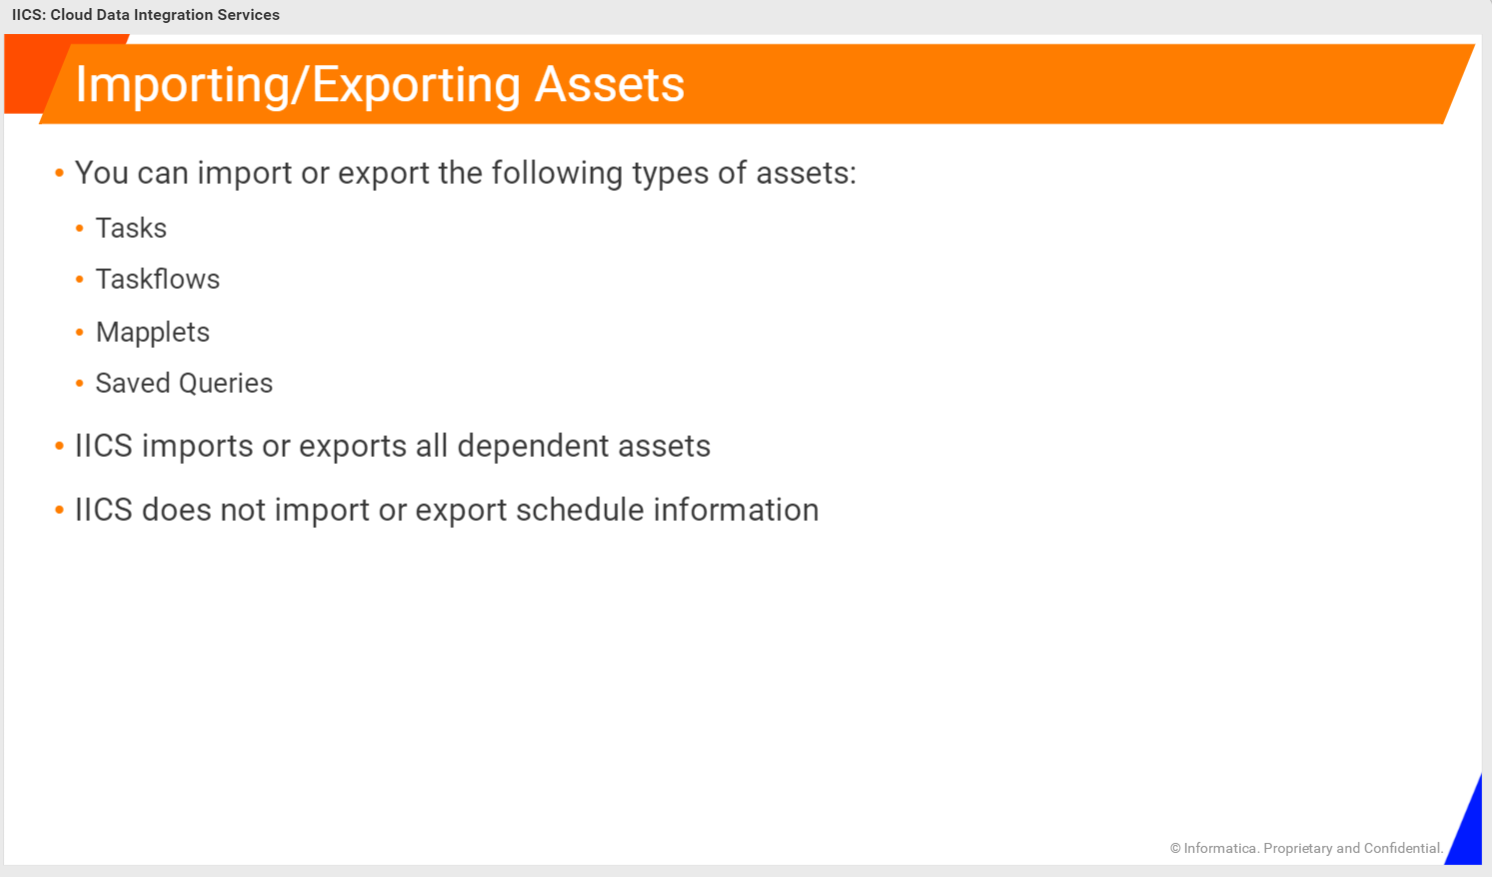 IICS: Cloud Data Integration Services
Importing/Exporting Assets
• You can import or export the following types of assets:
• Tasks
• Taskflows
• Mapplets
• Saved Queries
• IICS imports or exports all dependent assets
• IICS does not import or export schedule information
© Informatica. Proprietary and Confidential.